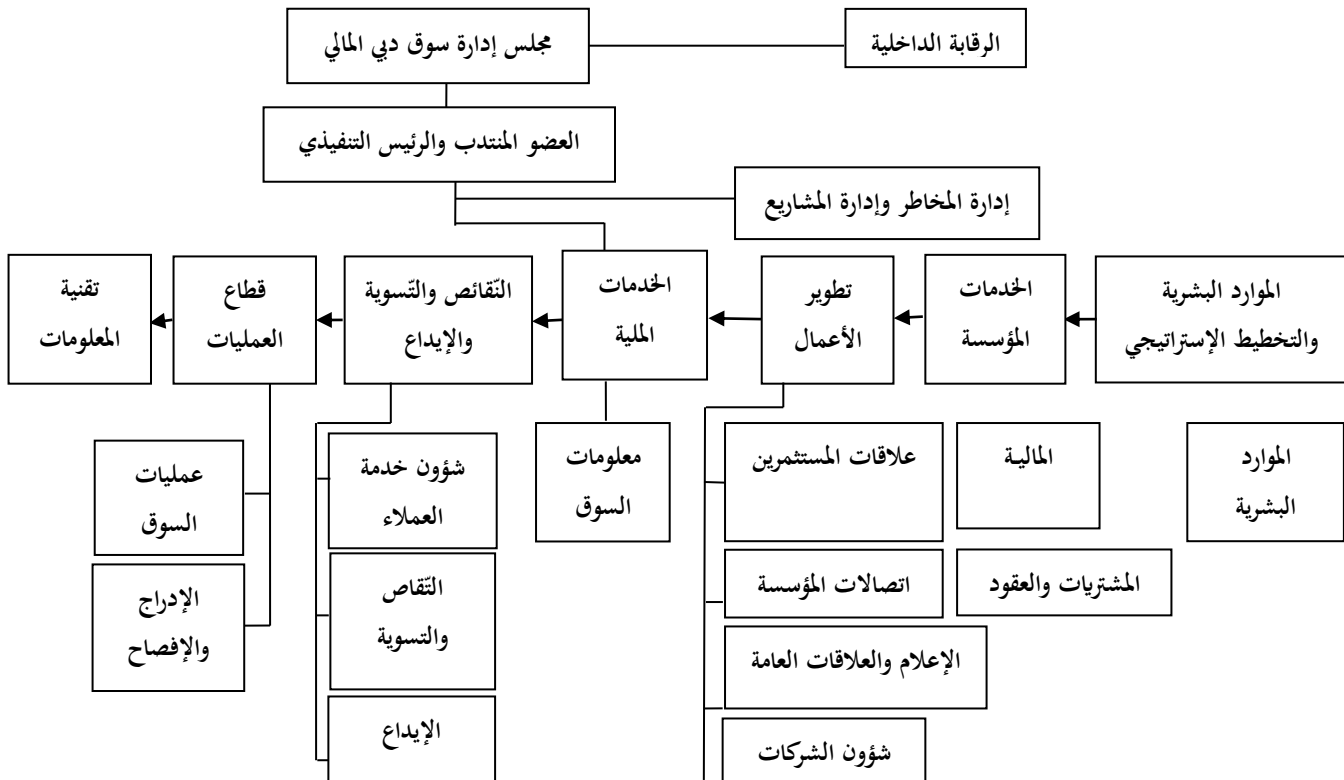 مجلس إدارة سوق دبي المالي
الرقابة الداخلية
العضو المنتدب والرئيس التنفيذي
إدارة المخاطر وإدارة المشاريع
الموارد البشرية
والتخطيط الإستراتيجي
الخدمات
المؤسسة
تطوير
الأعمال
الخدمات
الملية
النّقائص والتّسوية
والإيداع
قطاع
العمليات
تقنية
المعلومات
الموارد
البشرية
الماليـة
المشتريات والعقود
علاقات المستثمرين
اتصالات المؤسسة
الإعلام والعلاقات العامة
شؤون الشركات
معلومات
السوق
شؤون خدمة
العملاء
التّقاص
والتسوية
الإيداع
عمليات
السوق
الإدراج
والإفصاح